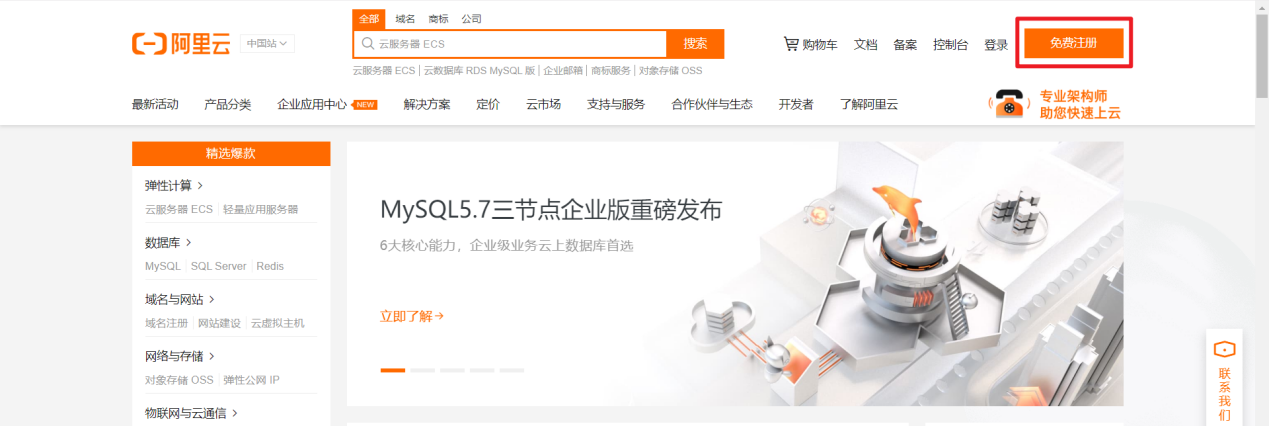 全部 域名 商标 公司
阿里云 中国站
云服务器 ECS 搜索
购物车 文档 备案 控制台 登录 免费注册
云服务器 ECS | 云数据库 RDS MySQL 版 | 企业邮箱 | 商标服务 | 对象存储 OSS
最新活动 产品分类 企业应用中心 NEW 解决方案 定价 云市场 支持与服务 合作伙伴与生态 开发者 了解阿里云
专业架构师
助您快速上云
精选爆款
弹性计算 >
云服务器 ECS | 轻量应用服务器
数据库 >
MySQL | SQL Server | Redis
域名与网站 >
域名注册 | 网站建设 | 云虚拟主机
网络与存储 >
对象存储 OSS | 弹性公网 IP
物联网与云通信 >
MySQL5.7三节点企业版重磅发布
6大核心能力，企业级业务云上数据库首选
立即了解→
联系我们